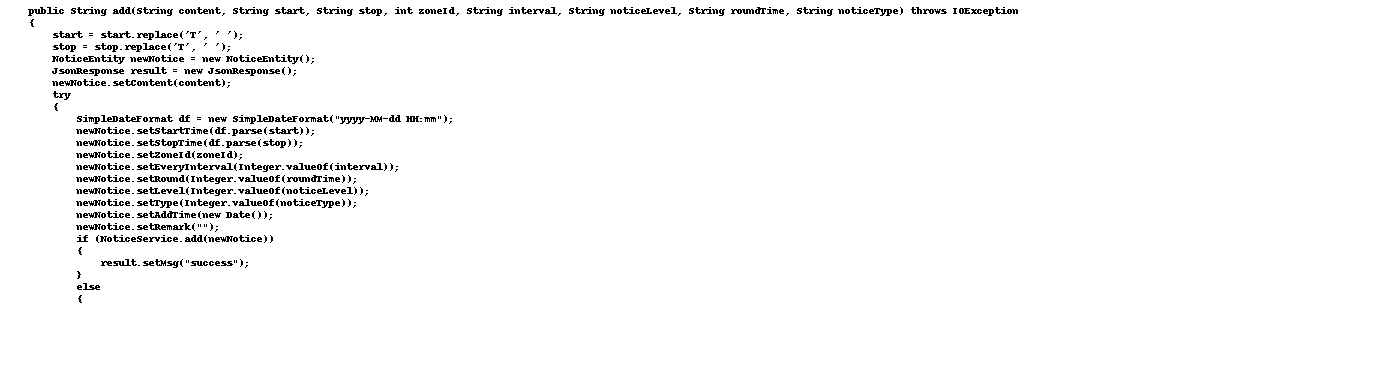 public String add(String content, String start, String stop, int zoneId, String interval, String noticeLevel, String roundTime, String noticeType) throws IOException
{
start = start.replace('T', ' ');
stop = stop.replace('T', ' ');
NoticeEntity newNotice = new NoticeEntity();
JsonResponse result = new JsonResponse();
newNotice.setContent(content);
try
{
SimpleDateFormat df = new SimpleDateFormat("yyyy-MM-dd HH:mm");
newNotice.setStartTime(df.parse(start));
newNotice.setStopTime(df.parse(stop));
newNotice.setZoneId(zoneId);
newNotice.setEveryInterval(Integer.valueOf(interval));
newNotice.setRound(Integer.valueOf(roundTime));
newNotice.setLevel(Integer.valueOf(noticeLevel));
newNotice.setType(Integer.valueOf(noticeType));
newNotice.setAddTime(new Date());
newNotice.setRemark("");
if (NoticeService.add(newNotice))
{
result.setMsg("success");
}
else
{